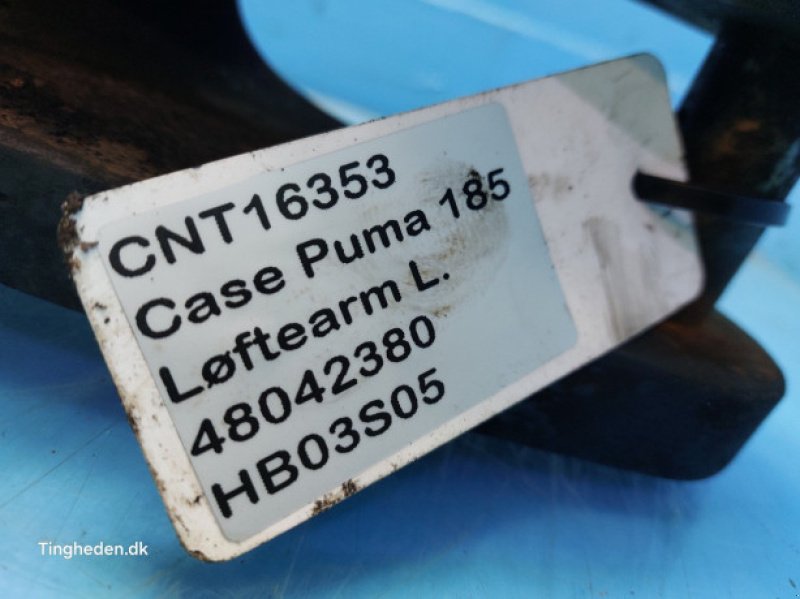 CNT16353
Case Puma 185
Løftearm L.
48042380
HB03S05
Tingheden.dk